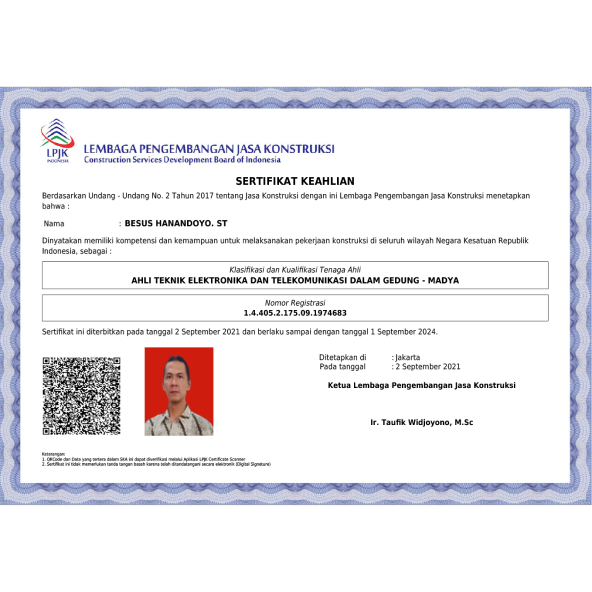 LPJK
INDONESIA
LEMBAGA PENGEMBANGAN JASA KONSTRUKSI
Construction Services Development Board of Indonesia
SERTIFIKAT KEAHLIAN
Berdasarkan Undang - Undang No. 2 Tahun 2017 tentang Jasa Konstruksi dengan ini Lembaga Pengembangan Jasa Konstruksi menetapkan
bahwa :
Nama : BESUS HANANDOYO. ST
Dinyatakan memiliki kompetensi dan kemampuan untuk melaksanakan pekerjaan konstruksi di seluruh wilayah Negara Kesatuan Republik
Indonesia, sebagai :
Klasifikasi dan Kualifikasi Tenaga Ahli
AHLI TEKNIK ELEKTRONIKA DAN TELEKOMUNIKASI DALAM GEDUNG - MADYA
Nomor Registrasi
1.4.405.2.175.09.1974683
Sertifikat ini diterbitkan pada tanggal 2 September 2021 dan berlaku sampai dengan tanggal 1 September 2024.
Ditetapkan di : Jakarta
Pada tanggal : 2 September 2021
Ketua Lembaga Pengembangan Jasa Konstruksi
Ir. Taufik Widjoyono, M.Sc
Keterangan:
1. QRCode dan Data yang tertera dalam SKA ini dapat diverifikasi melalui Aplikasi LPJK Certificate Scanner
2. Sertifikat ini tidak memerlukan tanda tangan basah karena telah ditandatangani secara elektronik (Digital Signature)